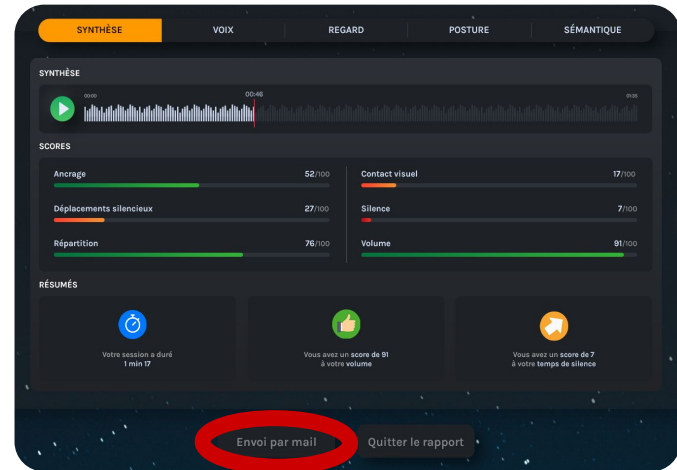 SYNTHÈSE
VOIX
REGARD
POSTURE
SÉMANTIQUE
SYNTHÈSE
00:00
00:46
01:35
SCORES
Ancrage
52/100
Contact visuel
17/100
Déplacements silencieux
27/100
Silence
7/100
Répartition
76/100
Volume
91/100
RÉSUMÉS
Votre session a duré
1 min 17
Vous avez un score de 91
à votre volume
Vous avez un score de 7
à votre temps de silence
Envoi par mail
Quitter le rapport